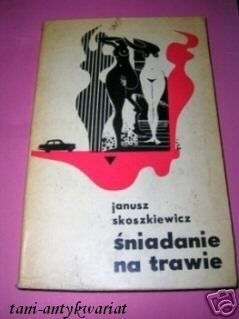 janusz
skoszkiewicz
śniadanie
na trawie
tani-antykwariat